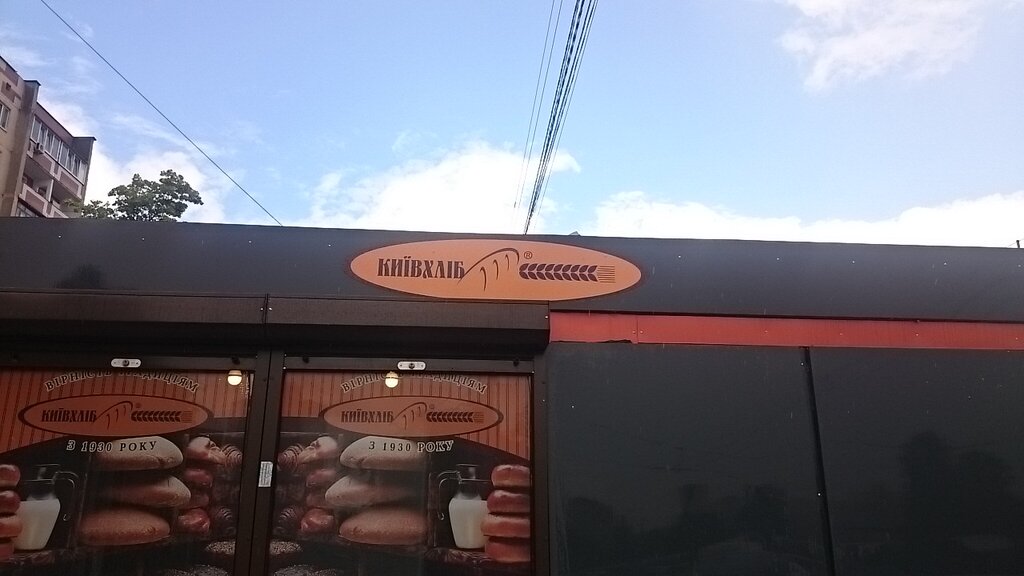 КИЇВХЛІБ ®
ВІРНІСТЬ ТРАДИЦІЯМ
КИЇВХЛІБ
З 1930 РОКУ
ВІРНІСТЬ ТРАДИЦІЯМ
КИЇВХЛІБ
З 1930 РОКУ